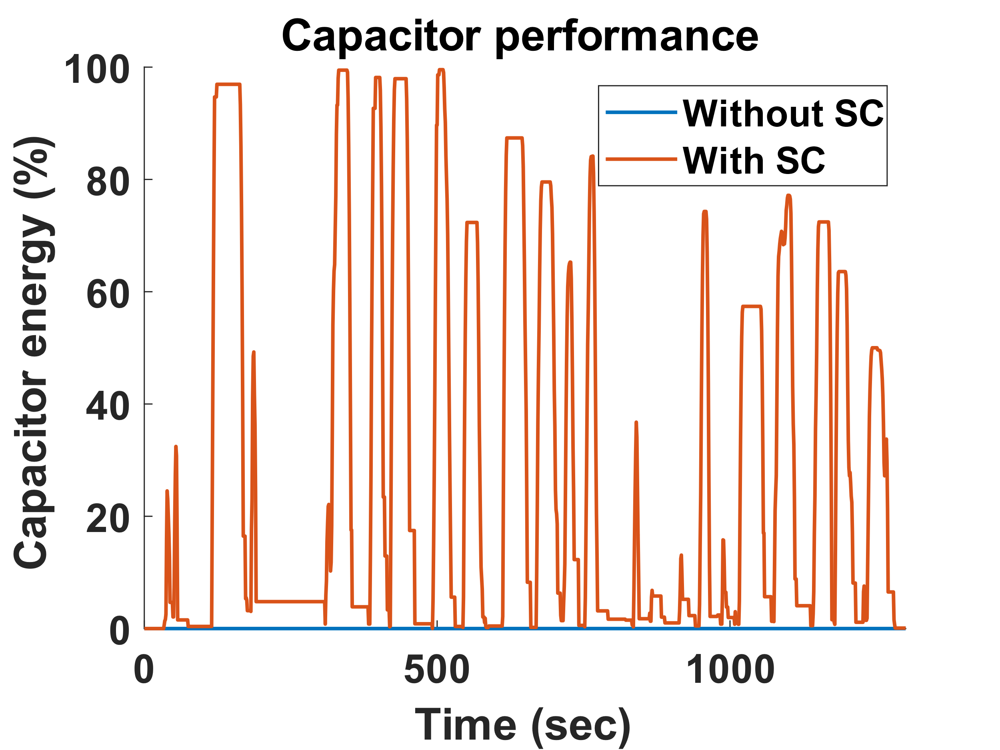 Capacitor performance
Capacitor energy (%)
100
80
60
40
20
0
Without SC
With SC
0 500 1000
Time (sec)